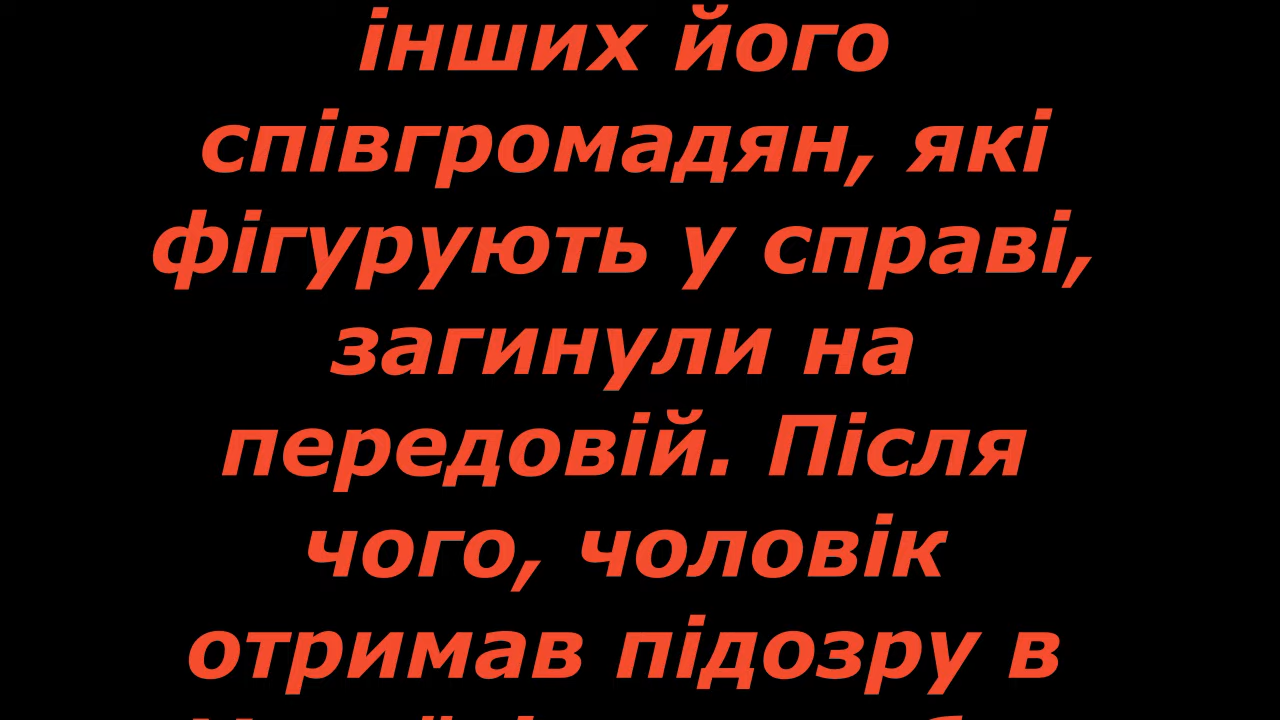 інших його
співгромадян, які
фігурують у справі,
загинули на
передовій. Після
чого, чоловік
отримав підозру в